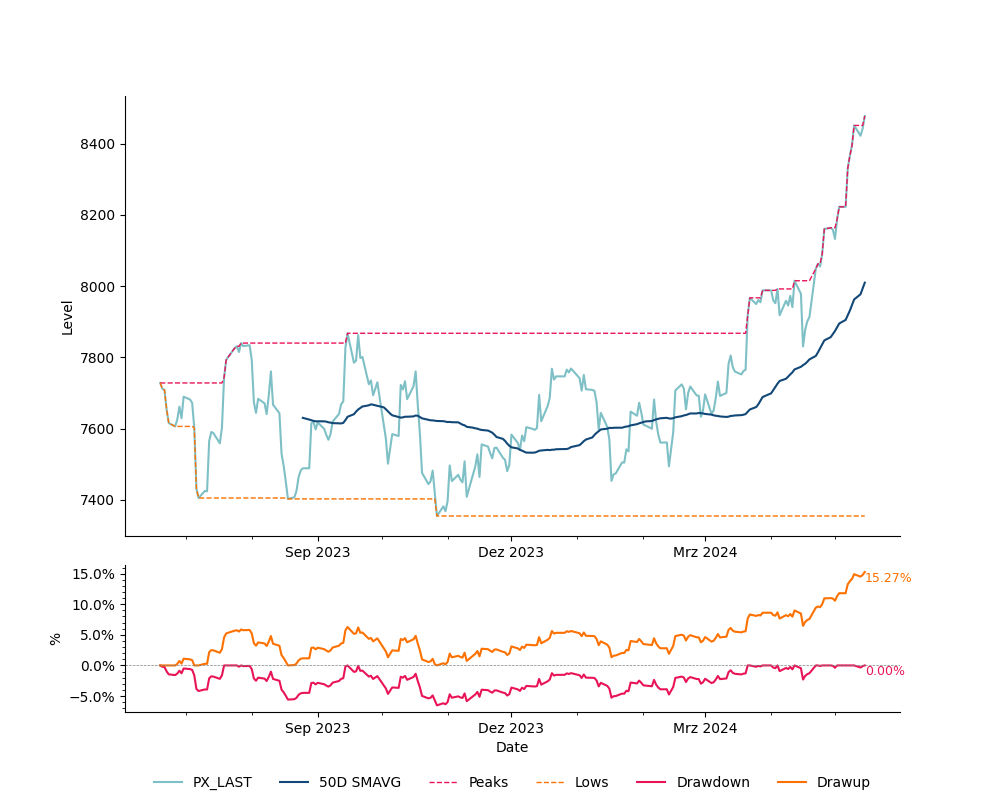 8400
8200
8000
7800
7600
7400
Level
Sep 2023 Dez 2023 Mrz 2024
15.0%
10.0%
5.0%
0.0%
−5.0%
%
15.27%
0.00%
Sep 2023 Dez 2023 Mrz 2024
Date
PX_LAST 50D SMAVG Peaks Lows Drawdown Drawup